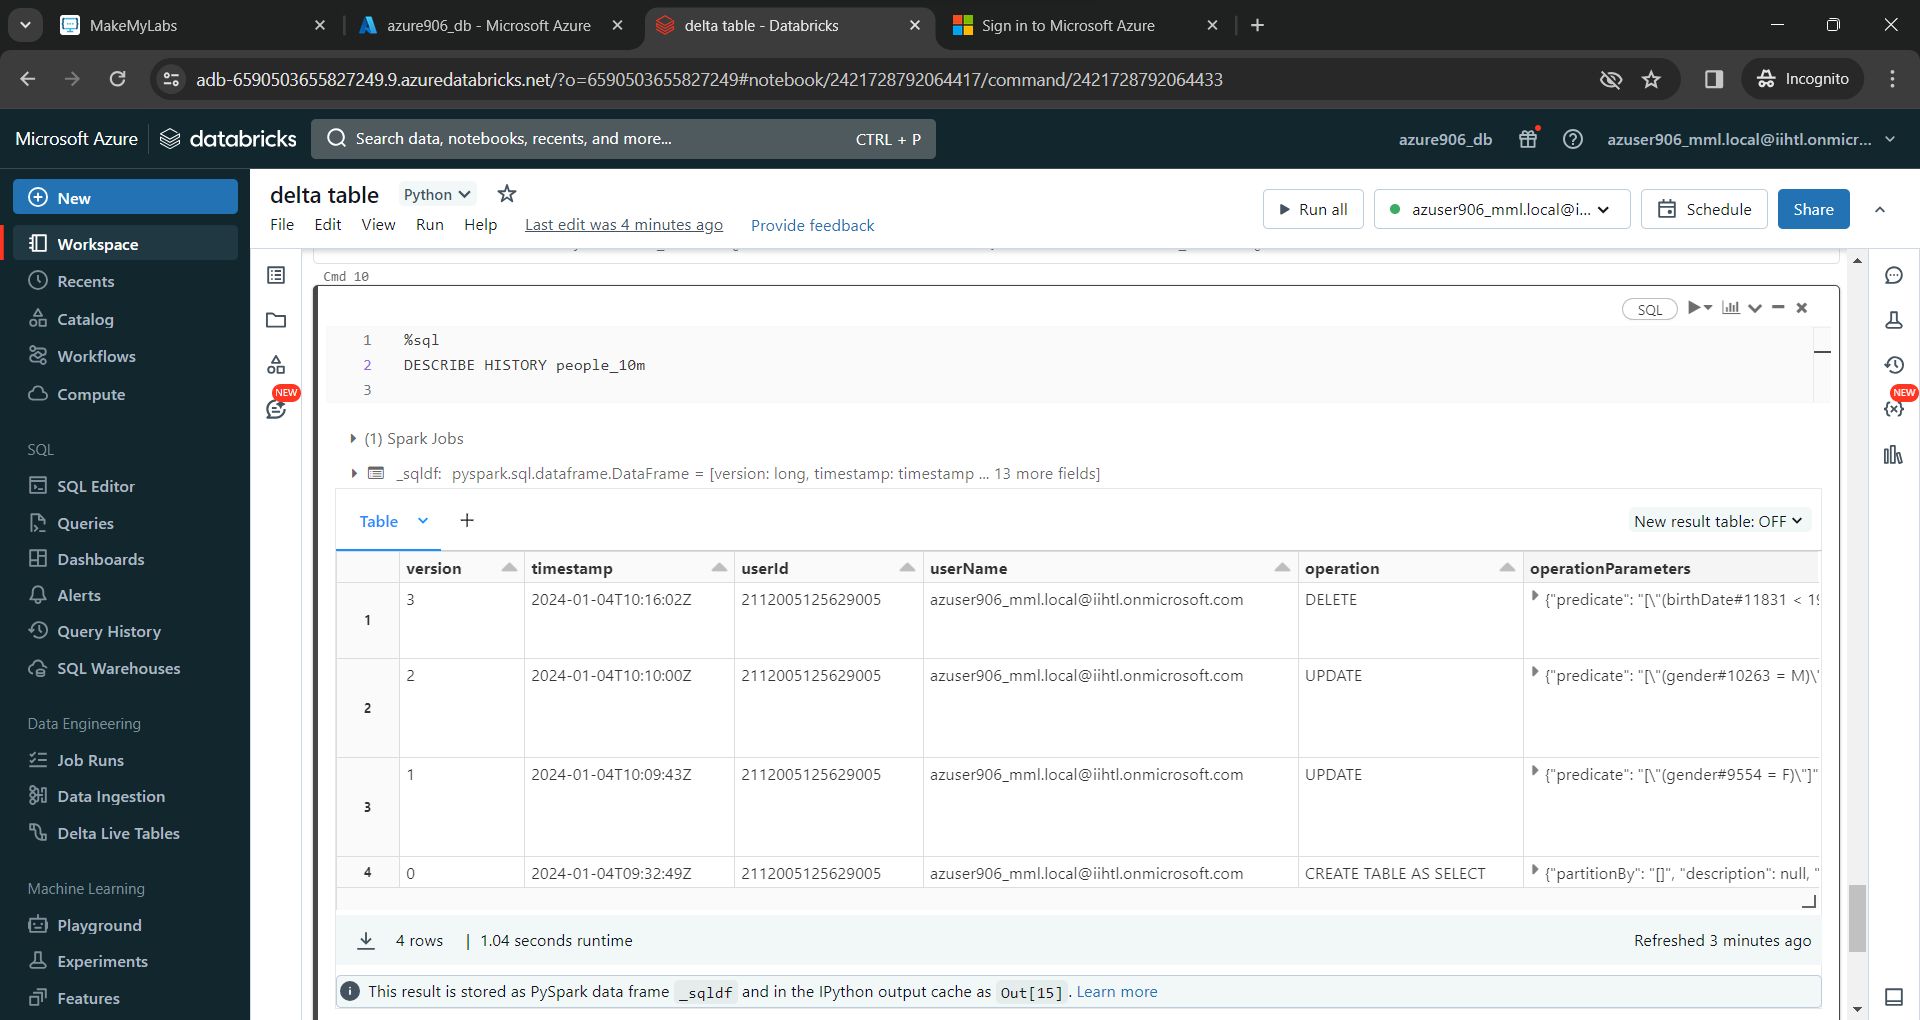 MakeMyLabs
azure906_db - Microsoft Azure
delta table - Databricks
Sign in to Microsoft Azure
adb-6590503655827249.9.azuredatabricks.net/?o=6590503655827249#notebook/2421728792064417/command/2421728792064433
Incognito
Microsoft Azure
databricks
Search data, notebooks, recents, and more...
CTRL + P
azure906_db
azuser906_mml.local@iihtl.onmicr...
New
Workspace
Recents
Catalog
Workflows
Compute
SQL
SQL Editor
Queries
Dashboards
Alerts
Query History
SQL Warehouses
Data Engineering
Job Runs
Data Ingestion
Delta Live Tables
Machine Learning
Playground
Experiments
Features
delta table
Python
File Edit View Run Help
Last edit was 4 minutes ago
Provide feedback
Run all
azuser906_mml.local@i...
Schedule
Share
NEW
NEW
Cmd 10
SQL
1 %sql
2 DESCRIBE HISTORY people_10m
3
(1) Spark Jobs
_sqldf: pyspark.sql.dataframe.DataFrame = [version: long, timestamp: timestamp ... 13 more fields]
Table
New result table: OFF
version timestamp userId userName operation operationParameters
1 3 2024-01-04T10:16:02Z 2112005125629005 azuser906_mml.local@iihtl.onmicrosoft.com DELETE {"predicate": "[\"(birthDate#11831 < 19
2 2 2024-01-04T10:10:00Z 2112005125629005 azuser906_mml.local@iihtl.onmicrosoft.com UPDATE {"predicate": "[\"(gender#10263 = M)\"
3 1 2024-01-04T10:09:43Z 2112005125629005 azuser906_mml.local@iihtl.onmicrosoft.com UPDATE {"predicate": "[\"(gender#9554 = F)\"]"
4 0 2024-01-04T09:32:49Z 2112005125629005 azuser906_mml.local@iihtl.onmicrosoft.com CREATE TABLE AS SELECT {"partitionBy": "[]", "description": null, "
4 rows | 1.04 seconds runtime
Refreshed 3 minutes ago
This result is stored as PySpark data frame _sqldf and in the IPython output cache as Out[15]. Learn more